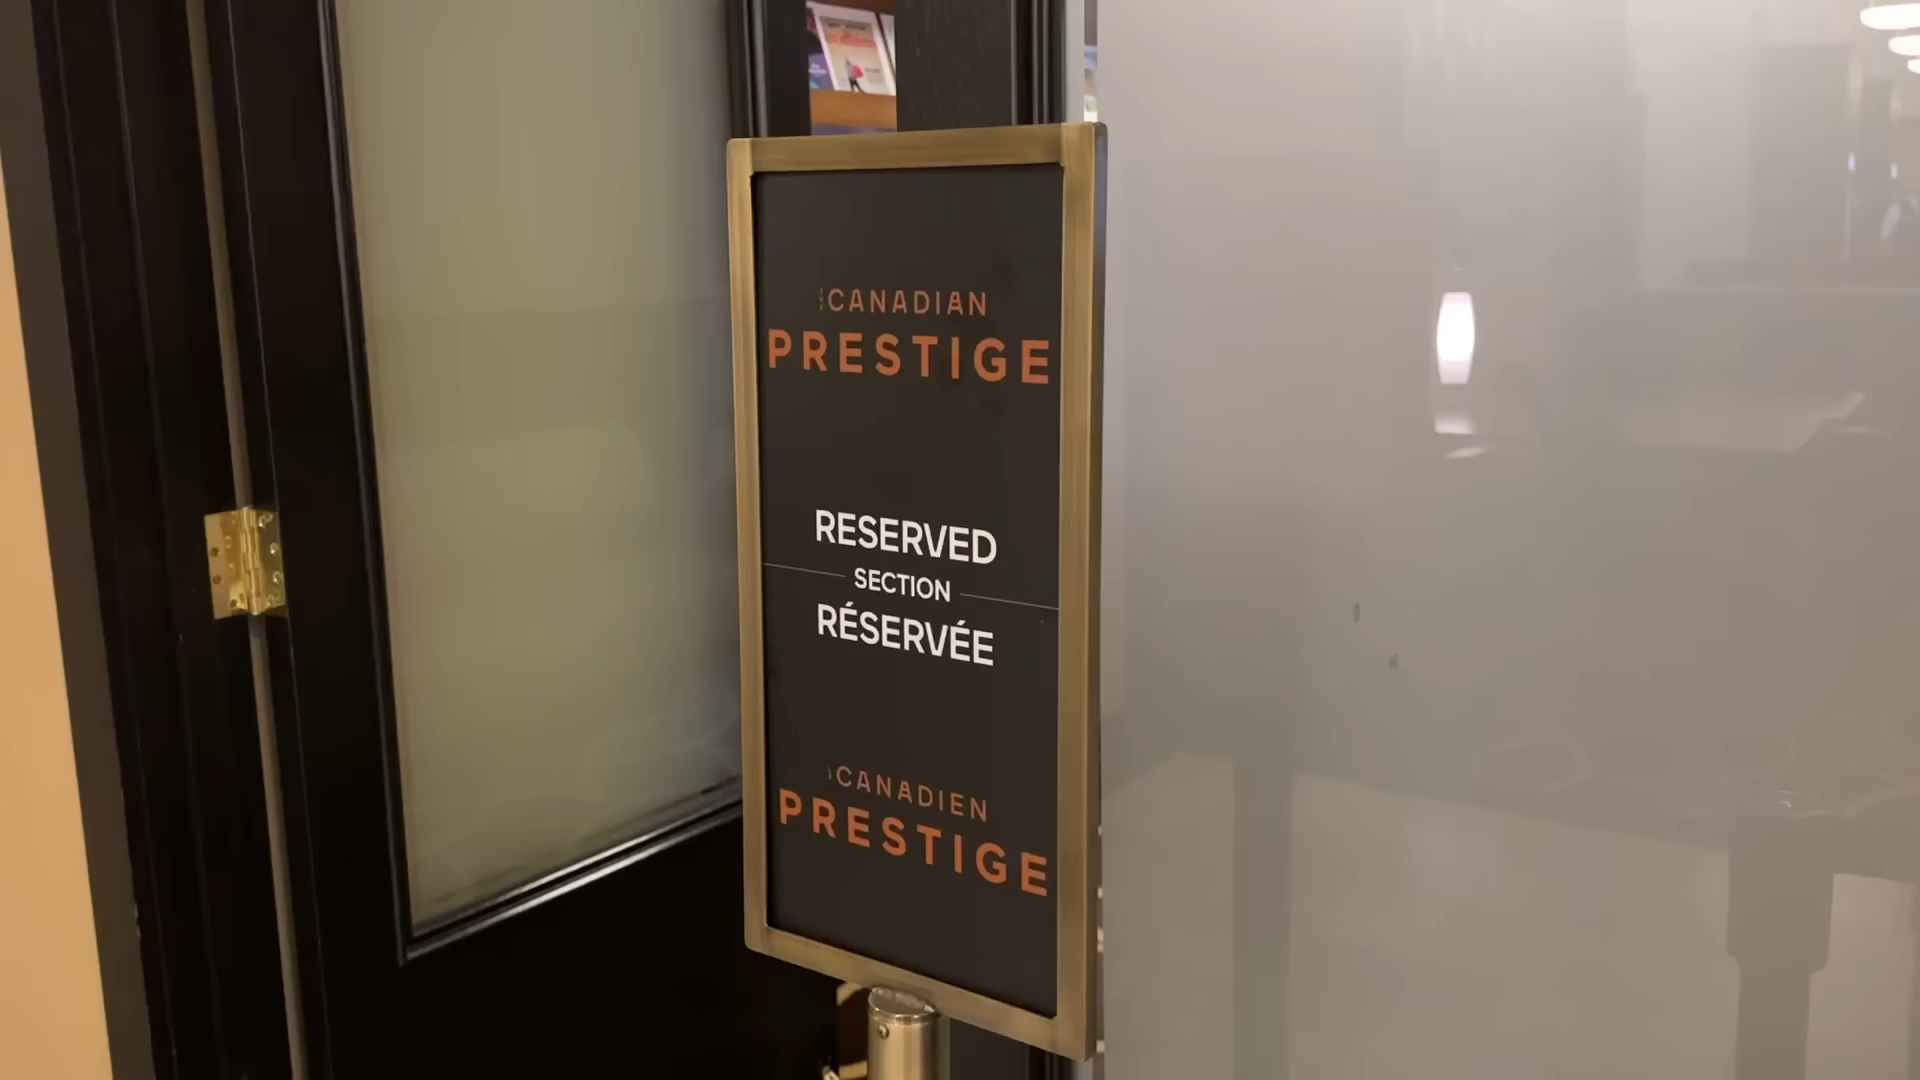 CANADIAN
PRESTIGE
RESERVED
SECTION
RÉSERVÉE
CANADIEN
PRESTIGE